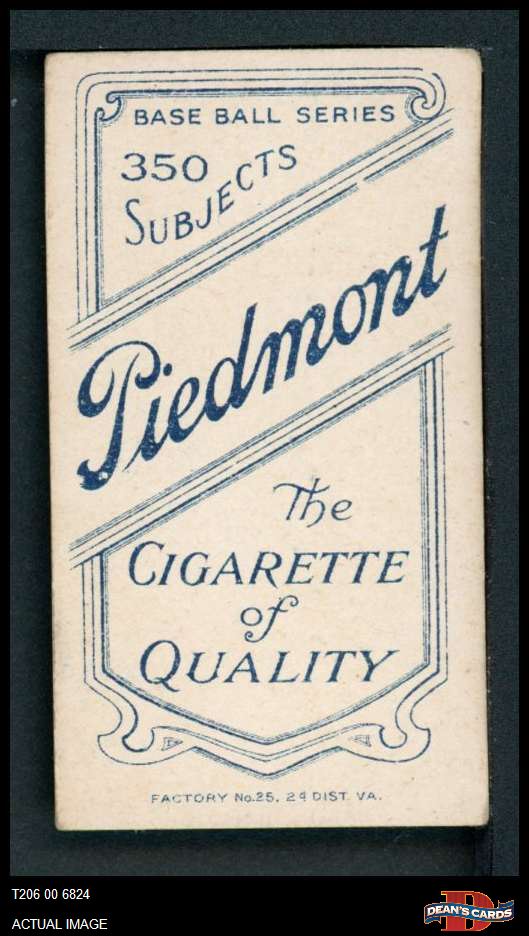 BASE BALL SERIES
350
SUBJECTS
Piedmont
The
CIGARETTE
of
QUALITY
FACTORY No. 25, 2d DIST. VA.
T206 00 6824
ACTUAL IMAGE
D
DEAN'S CARDS